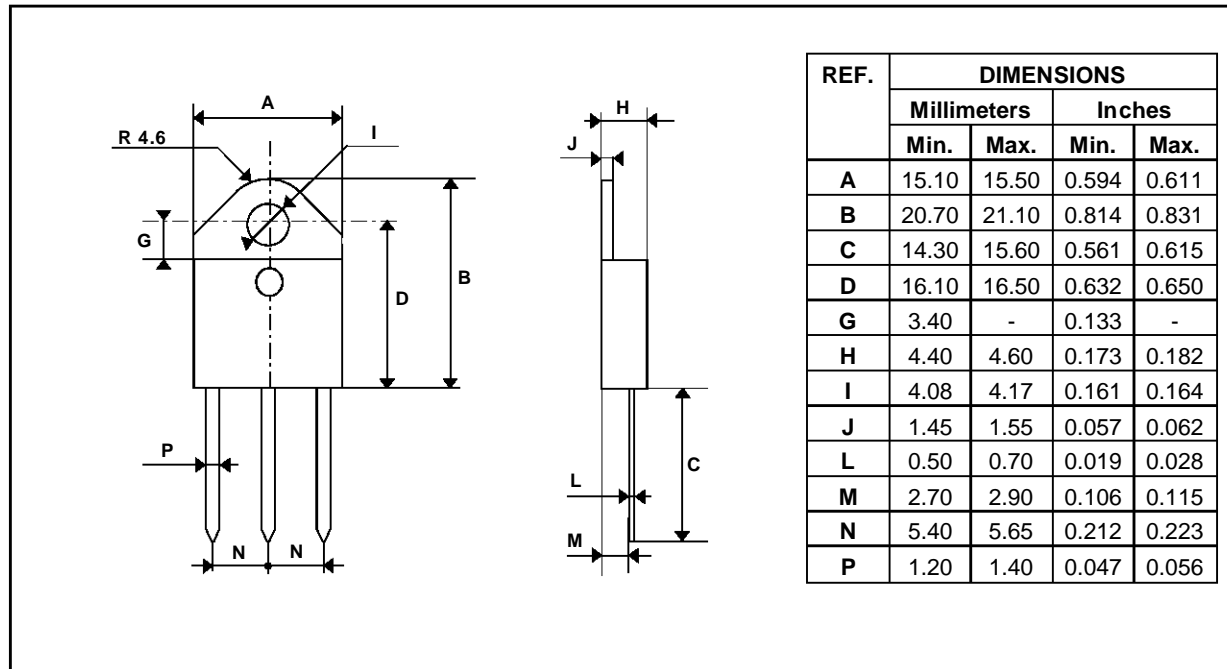 A
R 4.6
I
G
D
B
P
N N
H
J
L
M
C
REF. DIMENSIONS
Millimeters Inches
Min. Max. Min. Max.
A 15.10 15.50 0.594 0.611
B 20.70 21.10 0.814 0.831
C 14.30 15.60 0.561 0.615
D 16.10 16.50 0.632 0.650
G 3.40 - 0.133 -
H 4.40 4.60 0.173 0.182
I 4.08 4.17 0.161 0.164
J 1.45 1.55 0.057 0.062
L 0.50 0.70 0.019 0.028
M 2.70 2.90 0.106 0.115
N 5.40 5.65 0.212 0.223
P 1.20 1.40 0.047 0.056